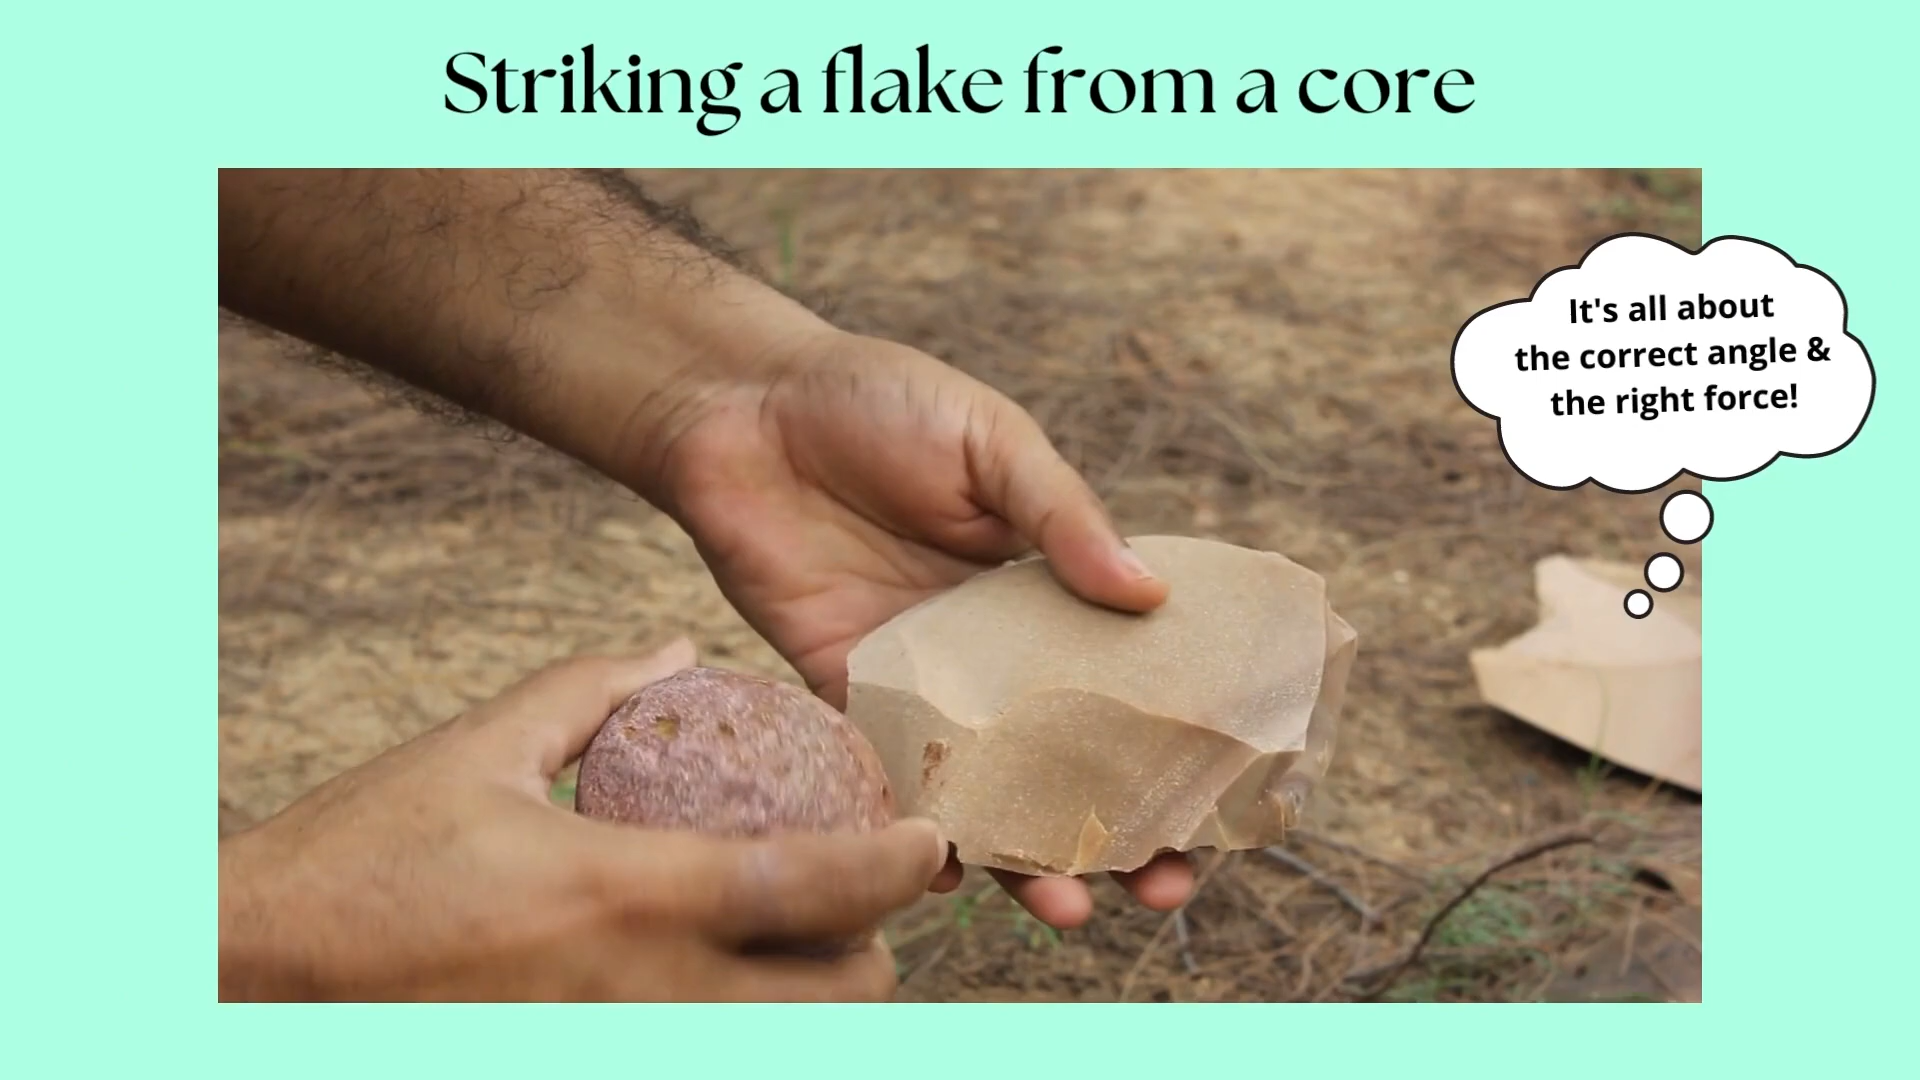 Striking a flake from a core
It's all about
the correct angle &
the right force!